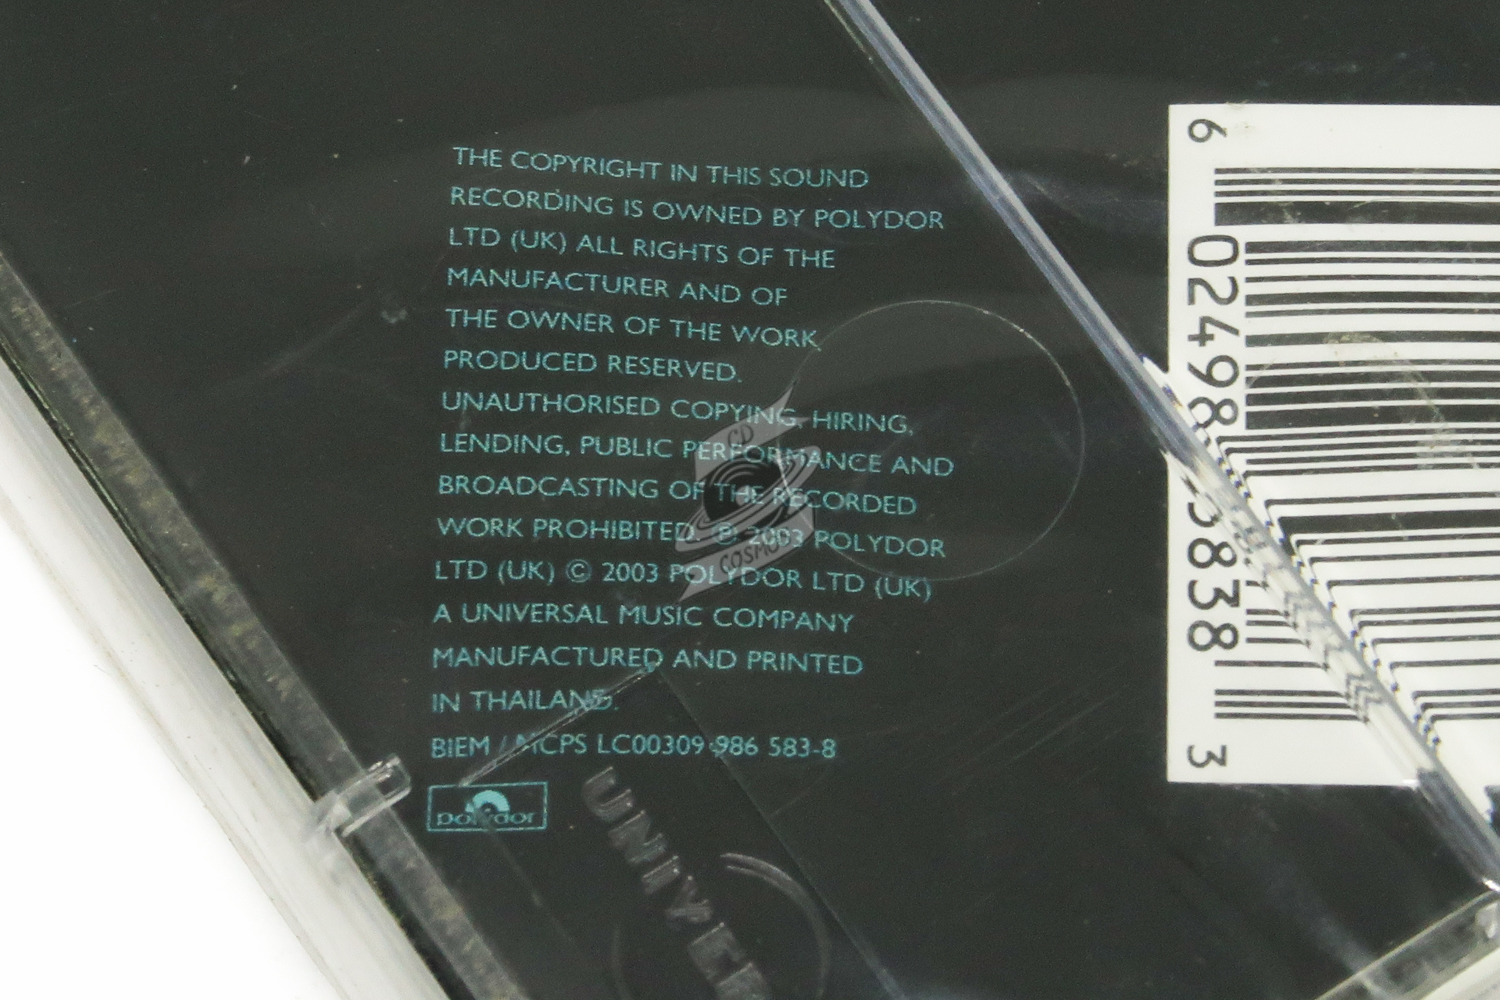 THE COPYRIGHT IN THIS SOUND
RECORDING IS OWNED BY POLYDOR
LTD (UK) ALL RIGHTS OF THE
MANUFACTURER AND OF
THE OWNER OF THE WORK
PRODUCED RESERVED.
UNAUTHORISED COPYING, HIRING,
LENDING, PUBLIC PERFORMANCE AND
BROADCASTING OF THE RECORDED
WORK PROHIBITED. ℗ 2003 POLYDOR
LTD (UK) © 2003 POLYDOR LTD (UK)
A UNIVERSAL MUSIC COMPANY
MANUFACTURED AND PRINTED
IN THAILAND.
BIEM / MCPS LC00309 986 583-8
polydor
CD
COSMOS
6 02498 65838 3